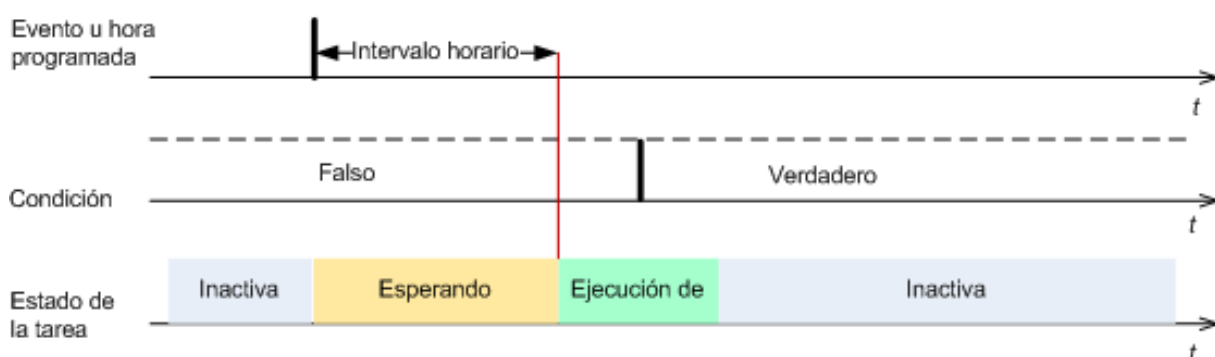 Evento u hora
programada
Intervalo horario
t
Falso
Verdadero
Condición
t
Inactiva
Esperando
Ejecución de
Inactiva
Estado de
la tarea
t